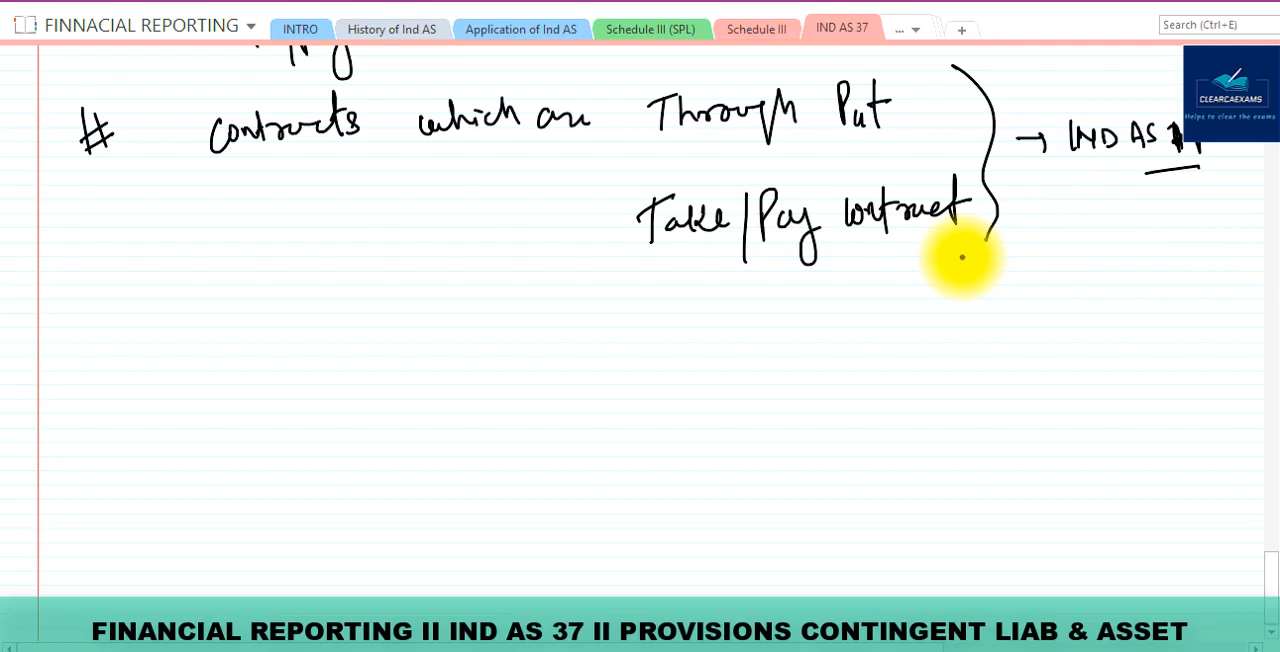 FINNACIAL REPORTING
INTRO
History of Ind AS
Application of Ind AS
Schedule III (SPL)
Schedule III
IND AS 37
...
+
Search (Ctrl+E)
CLEARCAEXAMS
Helps to clear the exams
# contracts which are Through Put
→ IND AS
Take/Pay contract
FINANCIAL REPORTING II IND AS 37 II PROVISIONS CONTINGENT LIAB & ASSET